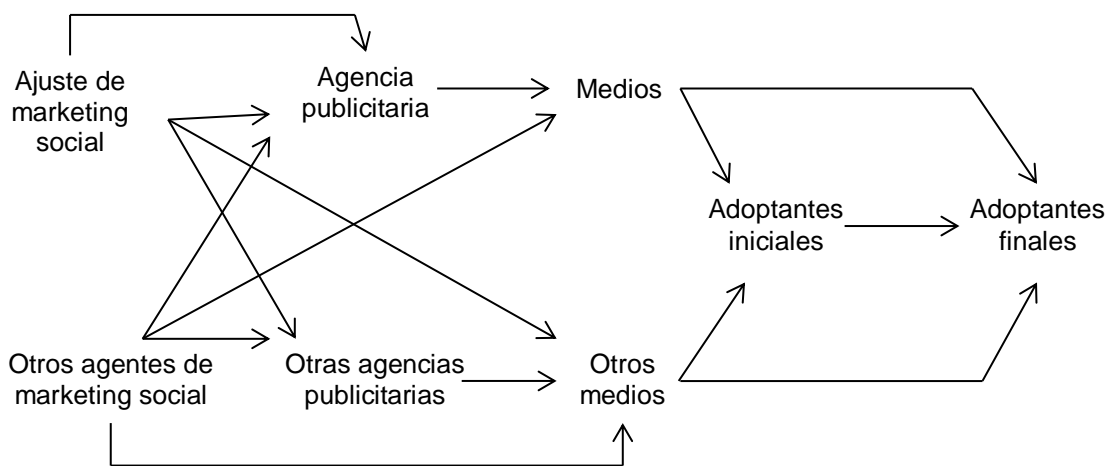 Ajuste de
marketing
social
Agencia
publicitaria
Medios
Adoptantes
iniciales
Adoptantes
finales
Otros agentes de
marketing social
Otras agencias
publicitarias
Otros
medios